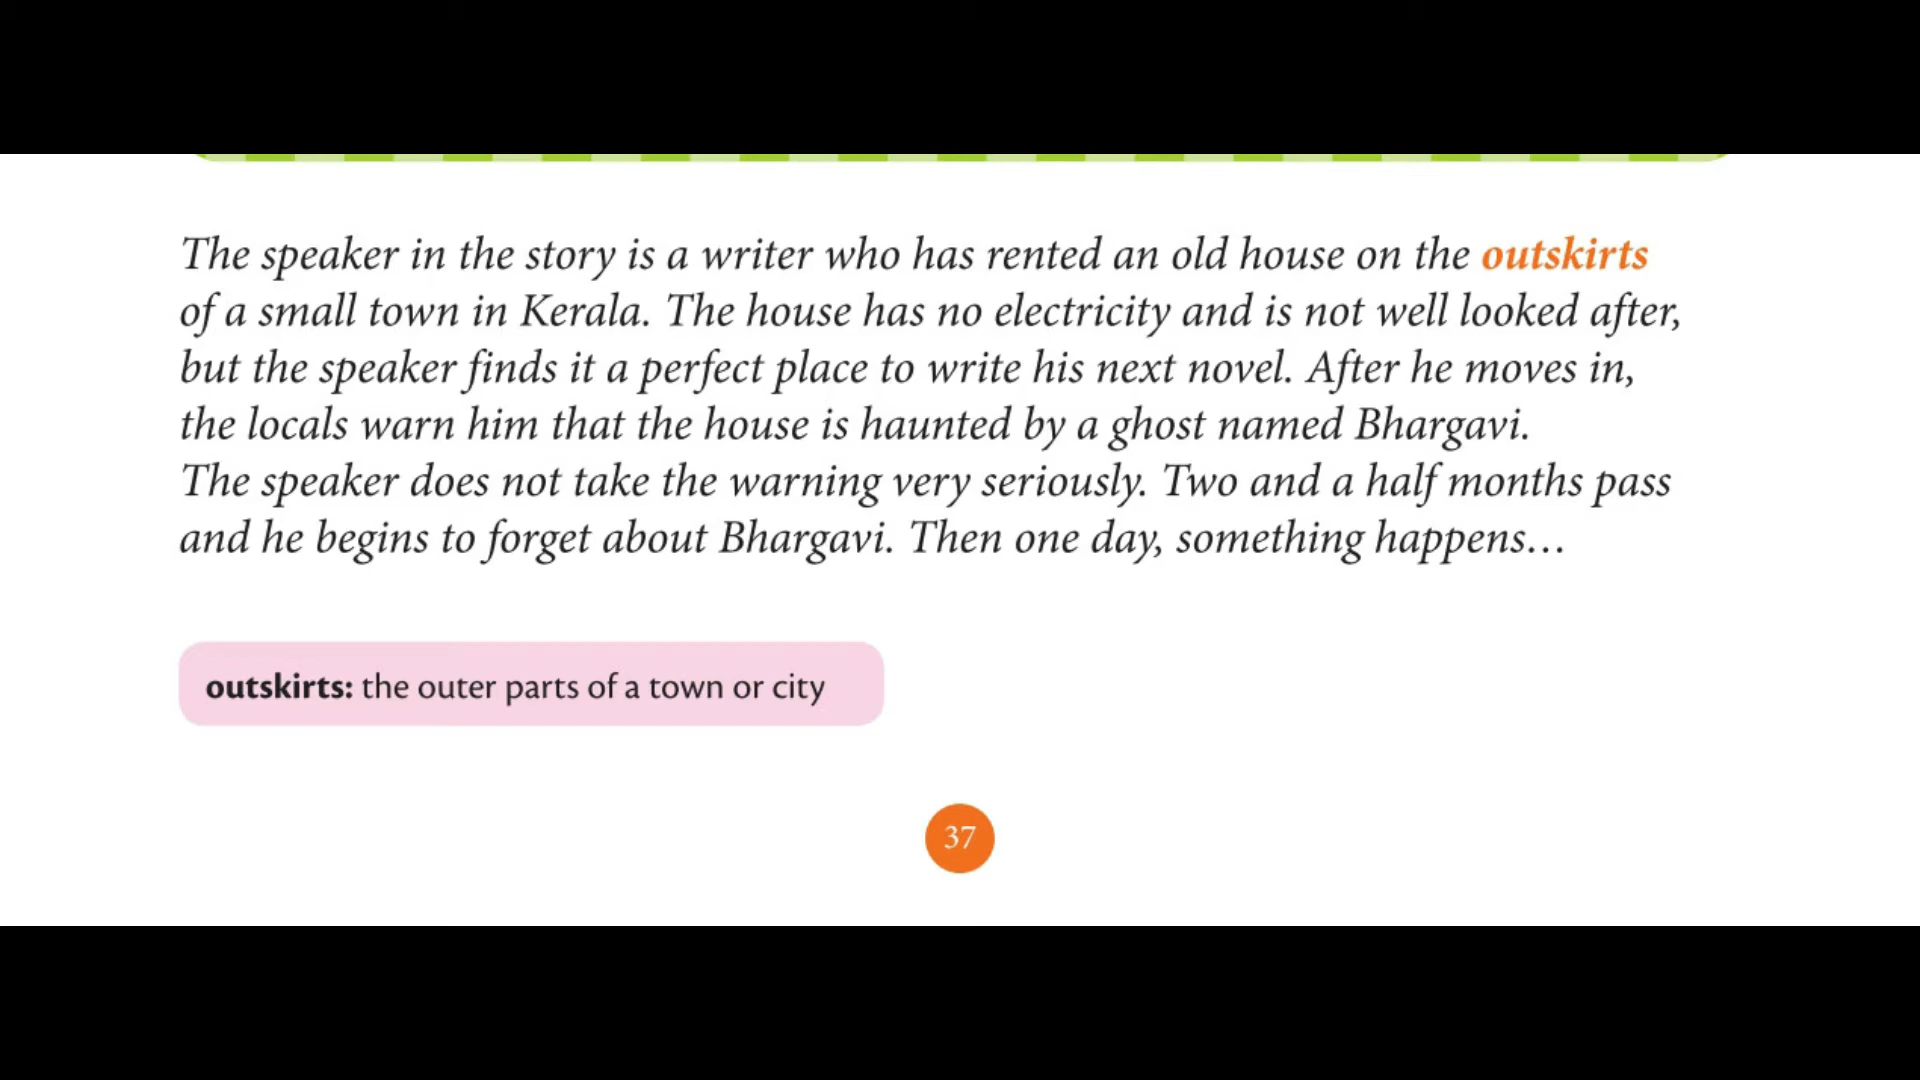 The speaker in the story is a writer who has rented an old house on the outskirts
of a small town in Kerala. The house has no electricity and is not well looked after,
but the speaker finds it a perfect place to write his next novel. After he moves in,
the locals warn him that the house is haunted by a ghost named Bhargavi.
The speaker does not take the warning very seriously. Two and a half months pass
and he begins to forget about Bhargavi. Then one day, something happens…
outskirts: the outer parts of a town or city
37